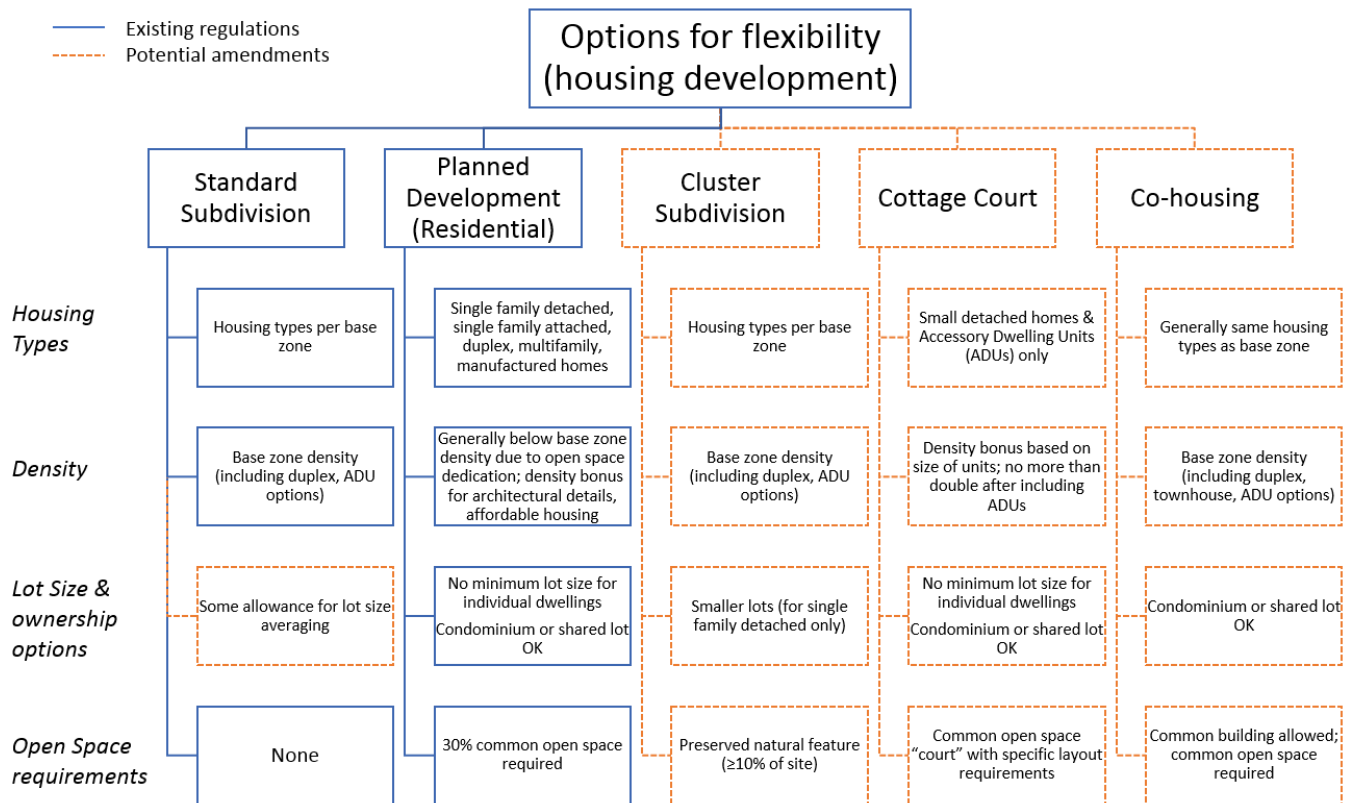 Existing regulations
Potential amendments
Options for flexibility
(housing development)
Standard
Subdivision
Planned
Development
(Residential)
Cluster
Subdivision
Cottage Court
Co-housing
Housing
Types
Housing types per base
zone
Single family detached,
single family attached,
duplex, multifamily,
manufactured homes
Housing types per base
zone
Small detached homes &
Accessory Dwelling Units
(ADUs) only
Generally same housing
types as base zone
Density
Base zone density
(including duplex, ADU
options)
Generally below base zone
density due to open space
dedication; density bonus
for architectural details,
affordable housing
Base zone density
(including duplex, ADU
options)
Density bonus based on
size of units; no more than
double after including
ADUs
Base zone density
(including duplex,
townhouse, ADU options)
Lot Size &
ownership
options
Some allowance for lot size
averaging
No minimum lot size for
individual dwellings
Condominium or shared lot
OK
Smaller lots (for single
family detached only)
No minimum lot size for
individual dwellings
Condominium or shared lot
OK
Condominium or shared lot
OK
Open Space
requirements
None
30% common open space
required
Preserved natural feature
(≥10% of site)
Common open space
“court” with specific layout
requirements
Common building allowed;
common open space
required